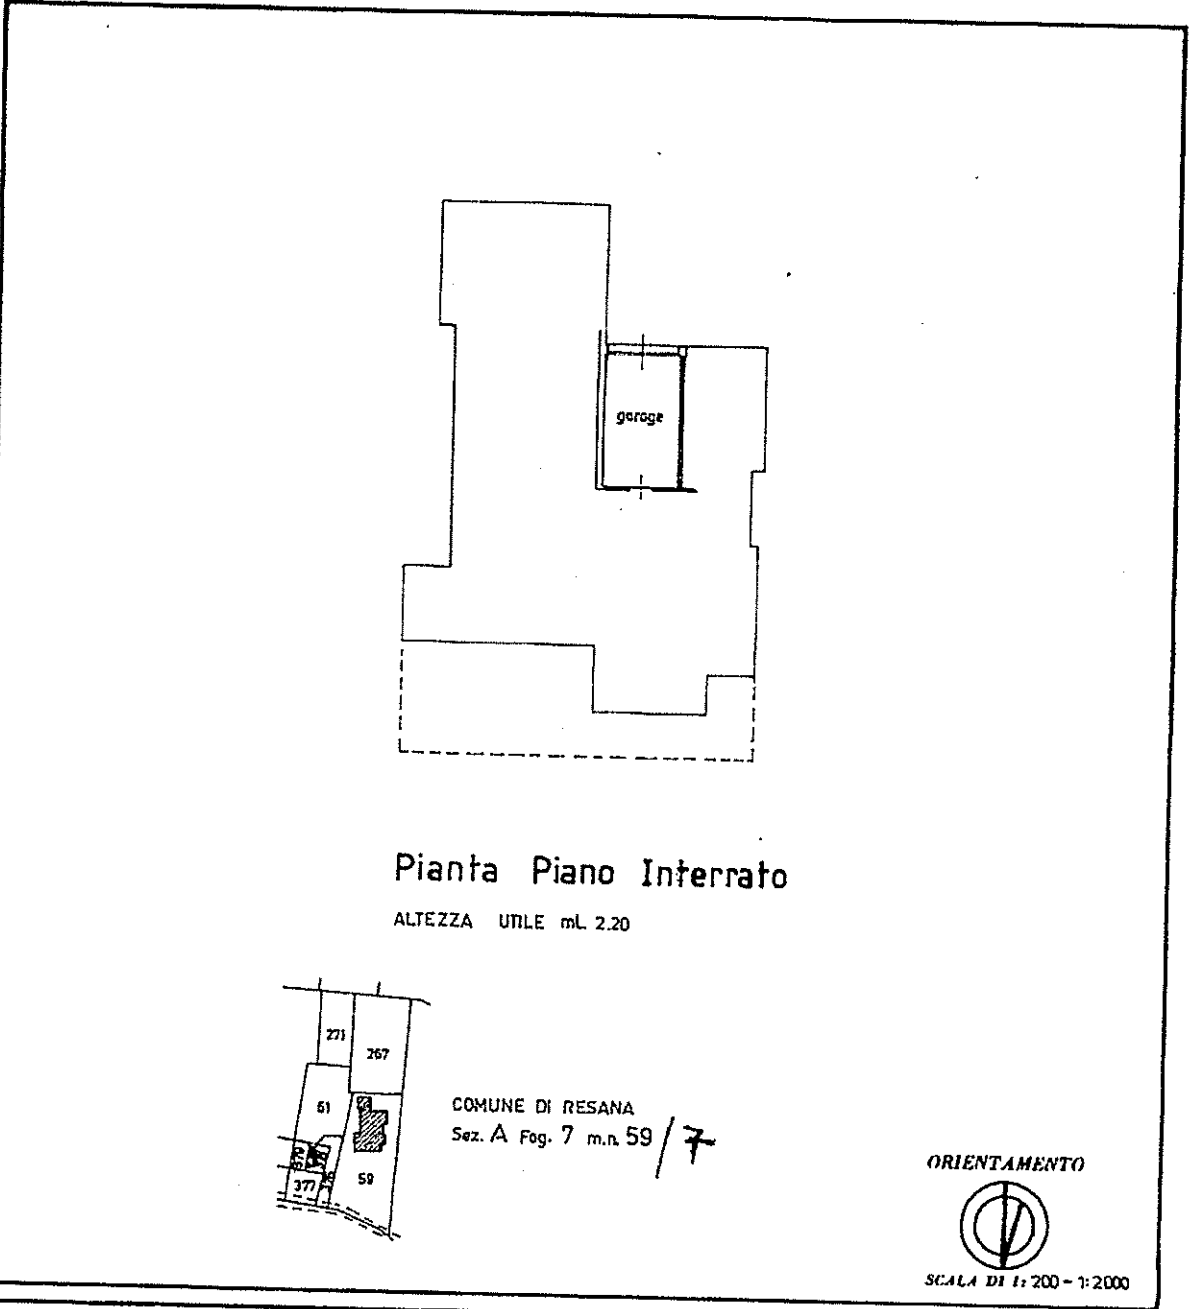 garage
Pianta Piano Interrato
ALTEZZA UTILE ml. 2.20
271
267
51
59
377
COMUNE DI RESANA
Sez. A Fog. 7 m.n. 59 / 7
ORIENTAMENTO
SCALA DI 1: 200 - 1: 2000